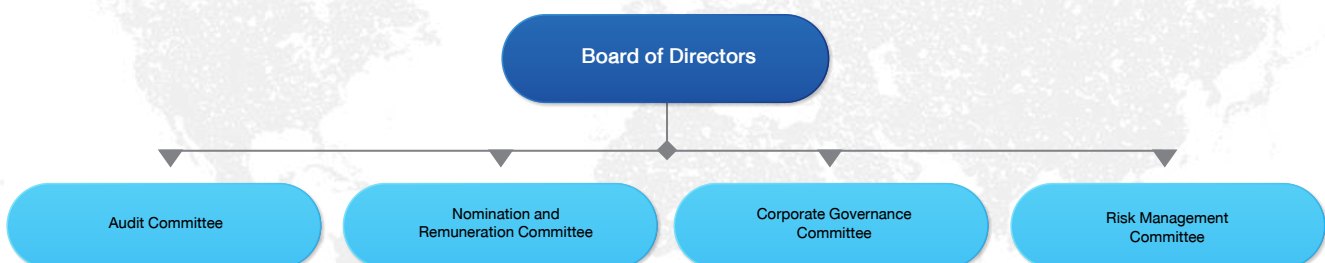 Board of Directors
Audit Committee
Nomination and
Remuneration Committee
Corporate Governance
Committee
Risk Management
Committee